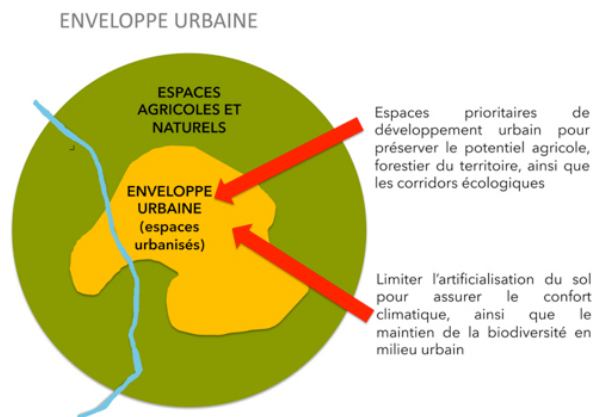 ENVELOPPE URBAINE
ESPACES
AGRICOLES ET
NATURELS
ENVELOPPE
URBAINE
(espaces
urbanisés)
Espaces prioritaires de
développement urbain pour
préserver le potentiel agricole,
forestier du territoire, ainsi que
les corridors écologiques
Limiter l’artificialisation du sol
pour assurer le confort
climatique, ainsi que le
maintien de la biodiversité en
milieu urbain